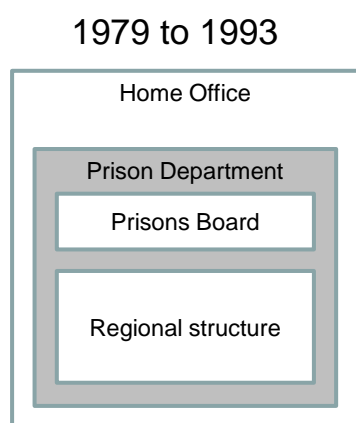 1979 to 1993
Home Office
Prison Department
Prisons Board
Regional structure